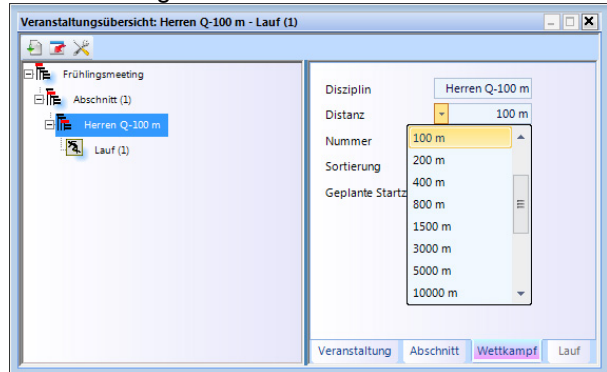 Veranstaltungsübersicht: Herren Q-100 m - Lauf (1)
Frühlingsmeeting
Abschnitt (1)
Herren Q-100 m
Lauf (1)
Disziplin Herren Q-100 m
Distanz 100 m
Nummer
Sortierung
Geplante Startz
100 m
200 m
400 m
800 m
1500 m
3000 m
5000 m
10000 m
Veranstaltung Abschnitt Wettkampf Lauf